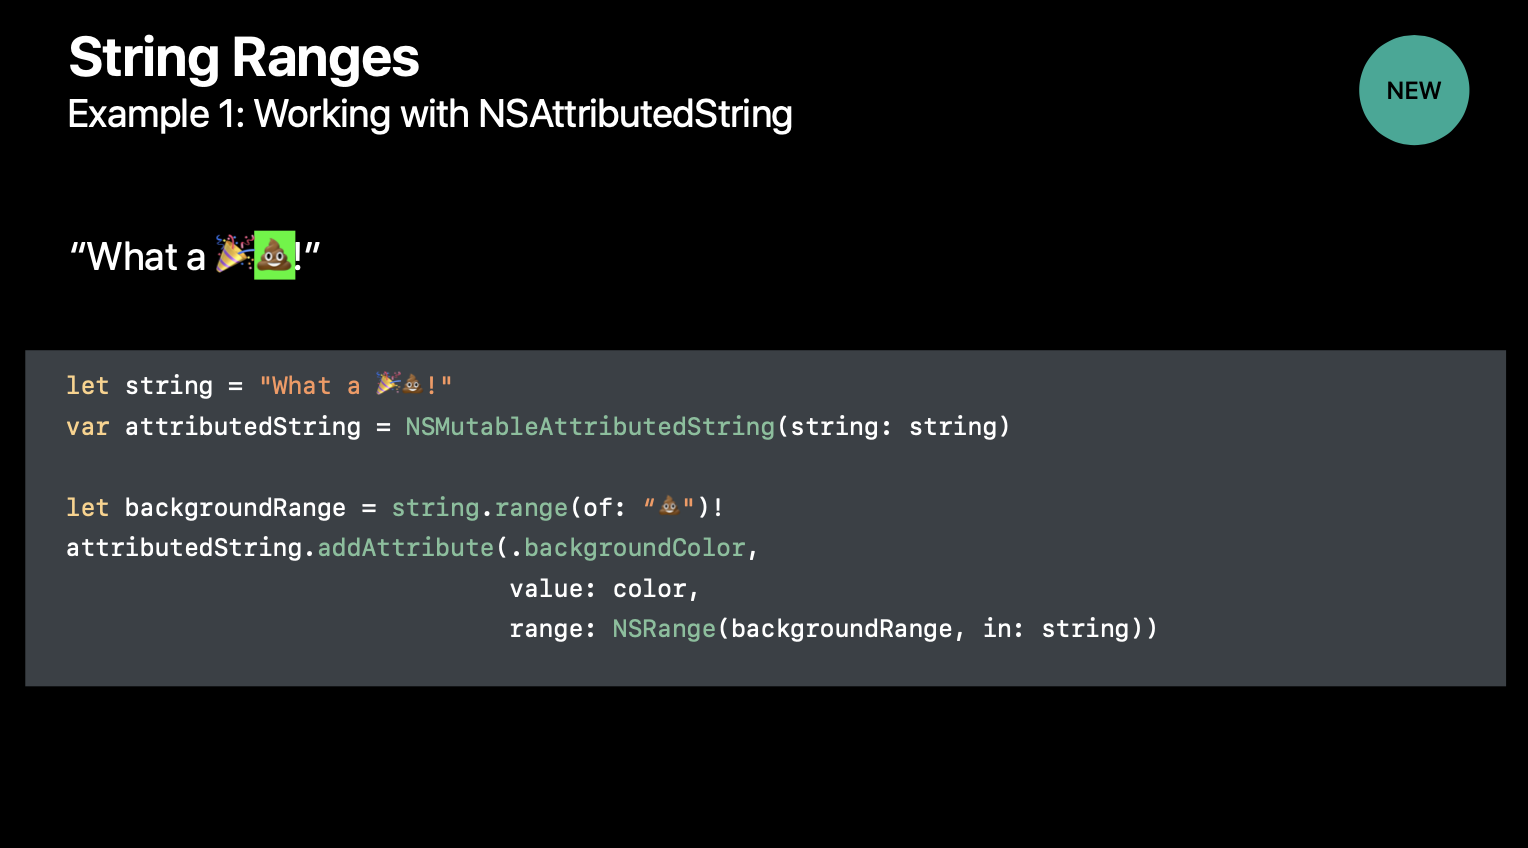 String Ranges
Example 1: Working with NSAttributedString
NEW
“What a 🎉💩!”
let string = "What a 🎉💩!"
var attributedString = NSMutableAttributedString(string: string)
let backgroundRange = string.range(of: “💩")!
attributedString.addAttribute(.backgroundColor,
value: color,
range: NSRange(backgroundRange, in: string))